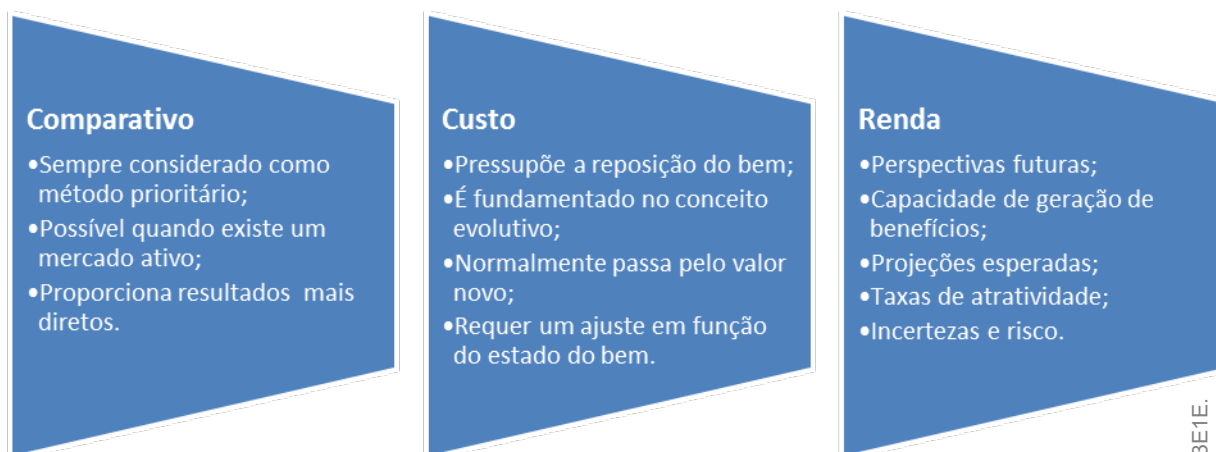 Comparativo
•Sempre considerado como
método prioritário;
•Possível quando existe um
mercado ativo;
•Proporciona resultados mais
diretos.
Custo
•Pressupõe a reposição do bem;
•É fundamentado no conceito
evolutivo;
•Normalmente passa pelo valor
novo;
•Requer um ajuste em função
do estado do bem.
Renda
•Perspectivas futuras;
•Capacidade de geração de
benefícios;
•Projeções esperadas;
•Taxas de atratividade;
•Incertezas e risco.
BE1E.